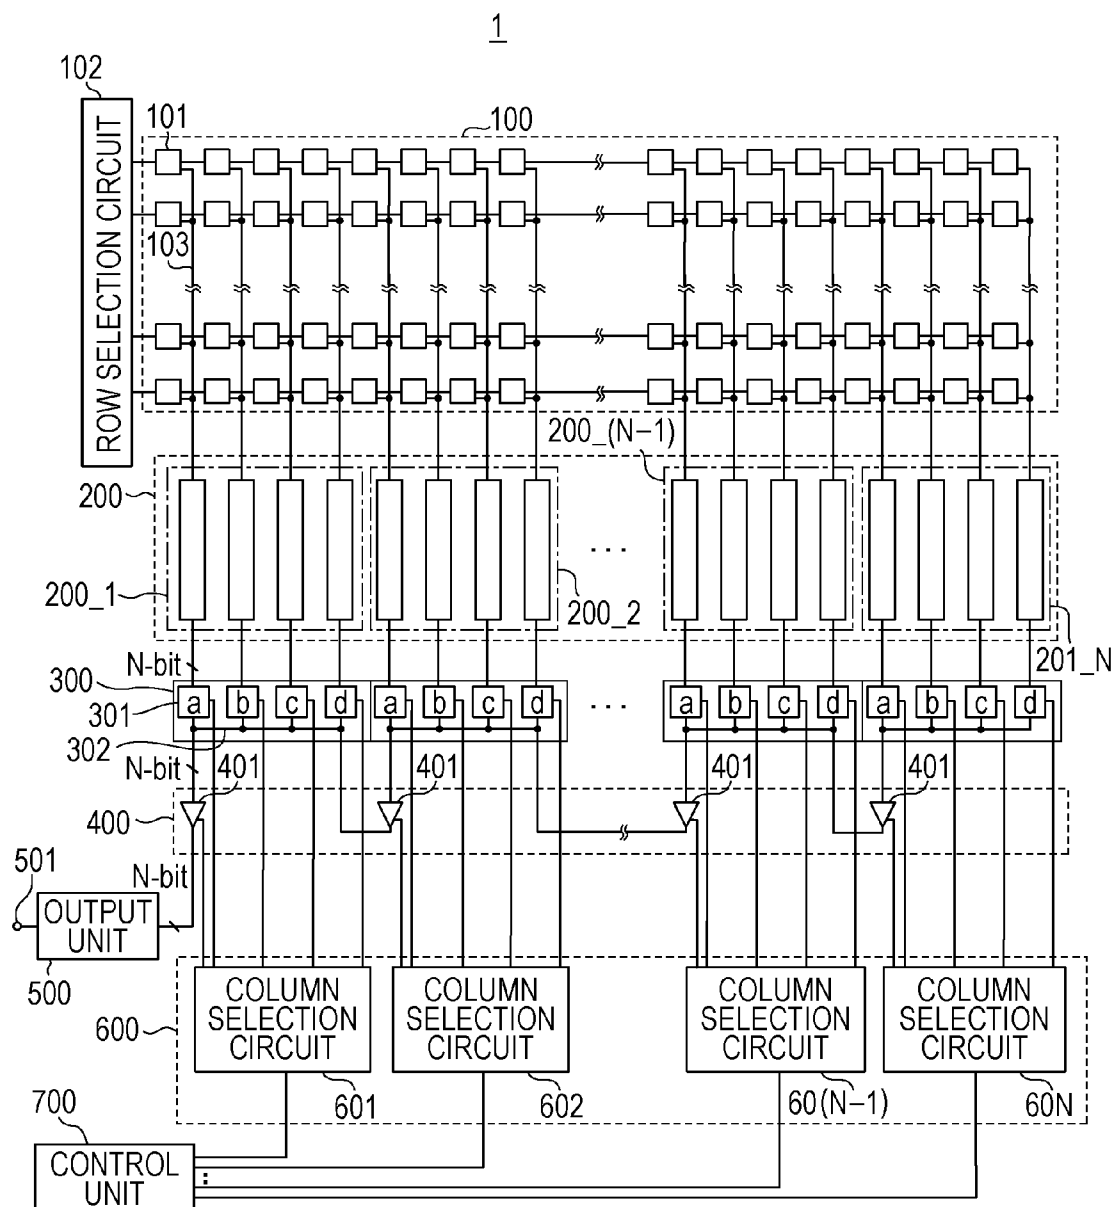 1
102
ROW SELECTION CIRCUIT
101
100
103
200_(N−1)
200
200_1
200_2
201_N
...
N-bit
300
301
302
a b c d a b c d ... a b c d a b c d
N-bit
401 401 401 401
400
501
N-bit
OUTPUT
UNIT
500
600
COLUMN
SELECTION
CIRCUIT
601
COLUMN
SELECTION
CIRCUIT
602
COLUMN
SELECTION
CIRCUIT
60(N−1)
COLUMN
SELECTION
CIRCUIT
60N
700
CONTROL
UNIT